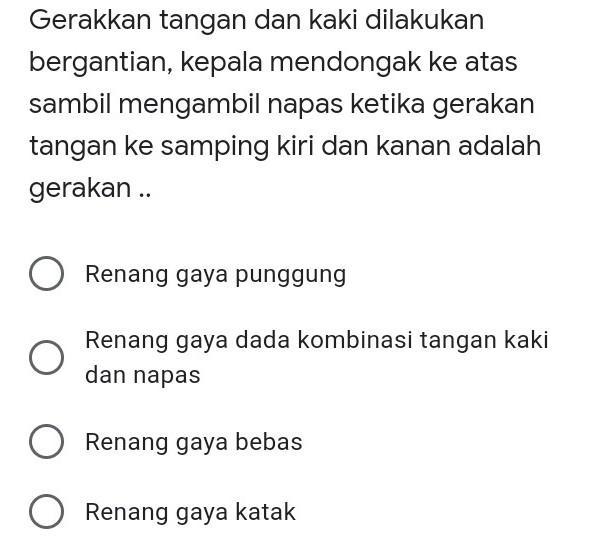 Gerakkan tangan dan kaki dilakukan
bergantian, kepala mendongak ke atas
sambil mengambil napas ketika gerakan
tangan ke samping kiri dan kanan adalah
gerakan ..
Renang gaya punggung
Renang gaya dada kombinasi tangan kaki
dan napas
Renang gaya bebas
Renang gaya katak